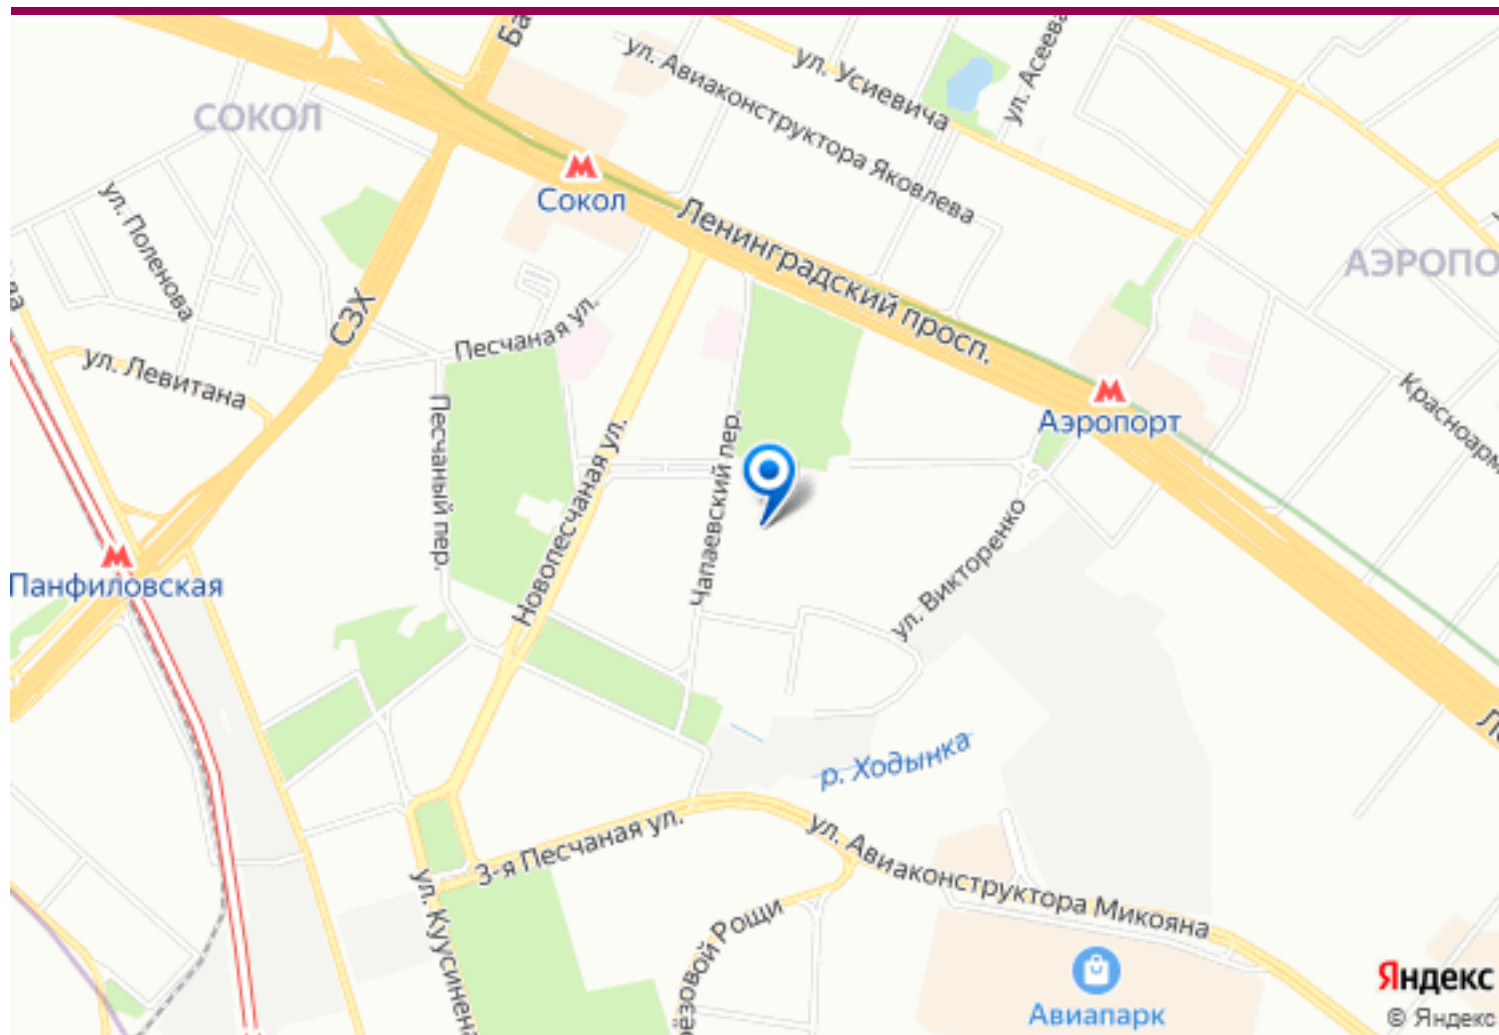 Ба
ул. Асеева
ул. Усиевича
ул. Авиаконструктора Яковлева
СОКОЛ
Сокол
ул. Поленова
Ленинградский просп.
АЭРОПО
СЗХ
Песчаная ул.
ул. Левитана
Аэропорт
Красноарм
Песчаный пер.
Новопесчаная ул.
Чапаевский пер.
ул. Викторенко
Панфиловская
р. Ходынка
3-я Песчаная ул.
ул. Авиаконструктора Микояна
ул. Куусинена
ёзовой Рощи
Авиапарк
Яндекс
© Яндекс